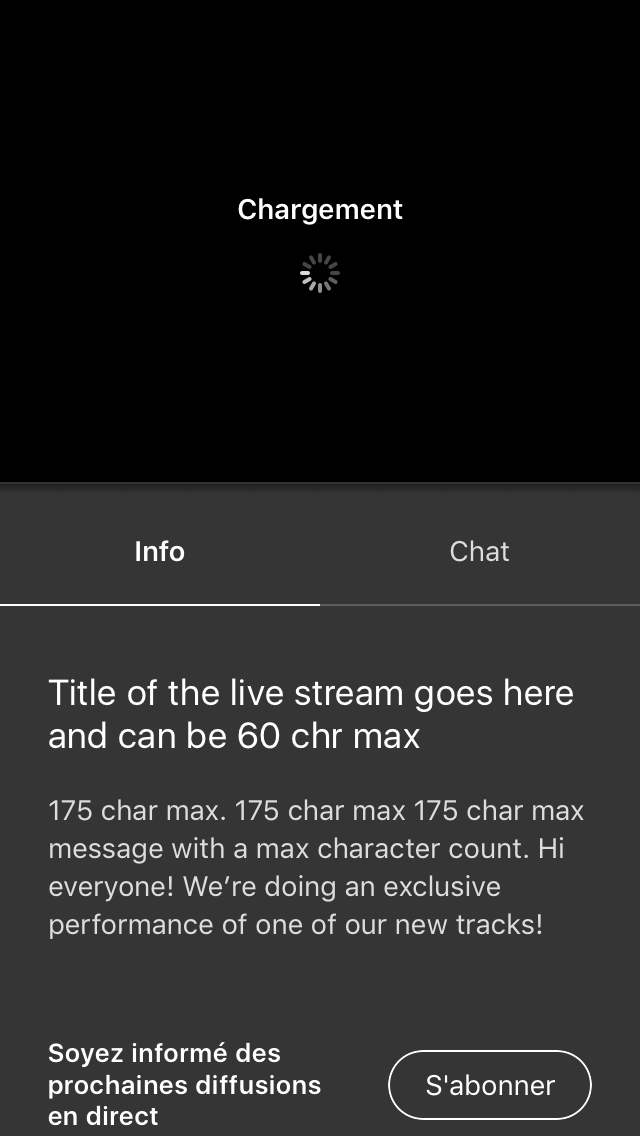 Chargement
Info
Chat
Title of the live stream goes here
and can be 60 chr max
175 char max. 175 char max 175 char max
message with a max character count. Hi
everyone! We’re doing an exclusive
performance of one of our new tracks!
Soyez informé des
prochaines diffusions
en direct
S'abonner